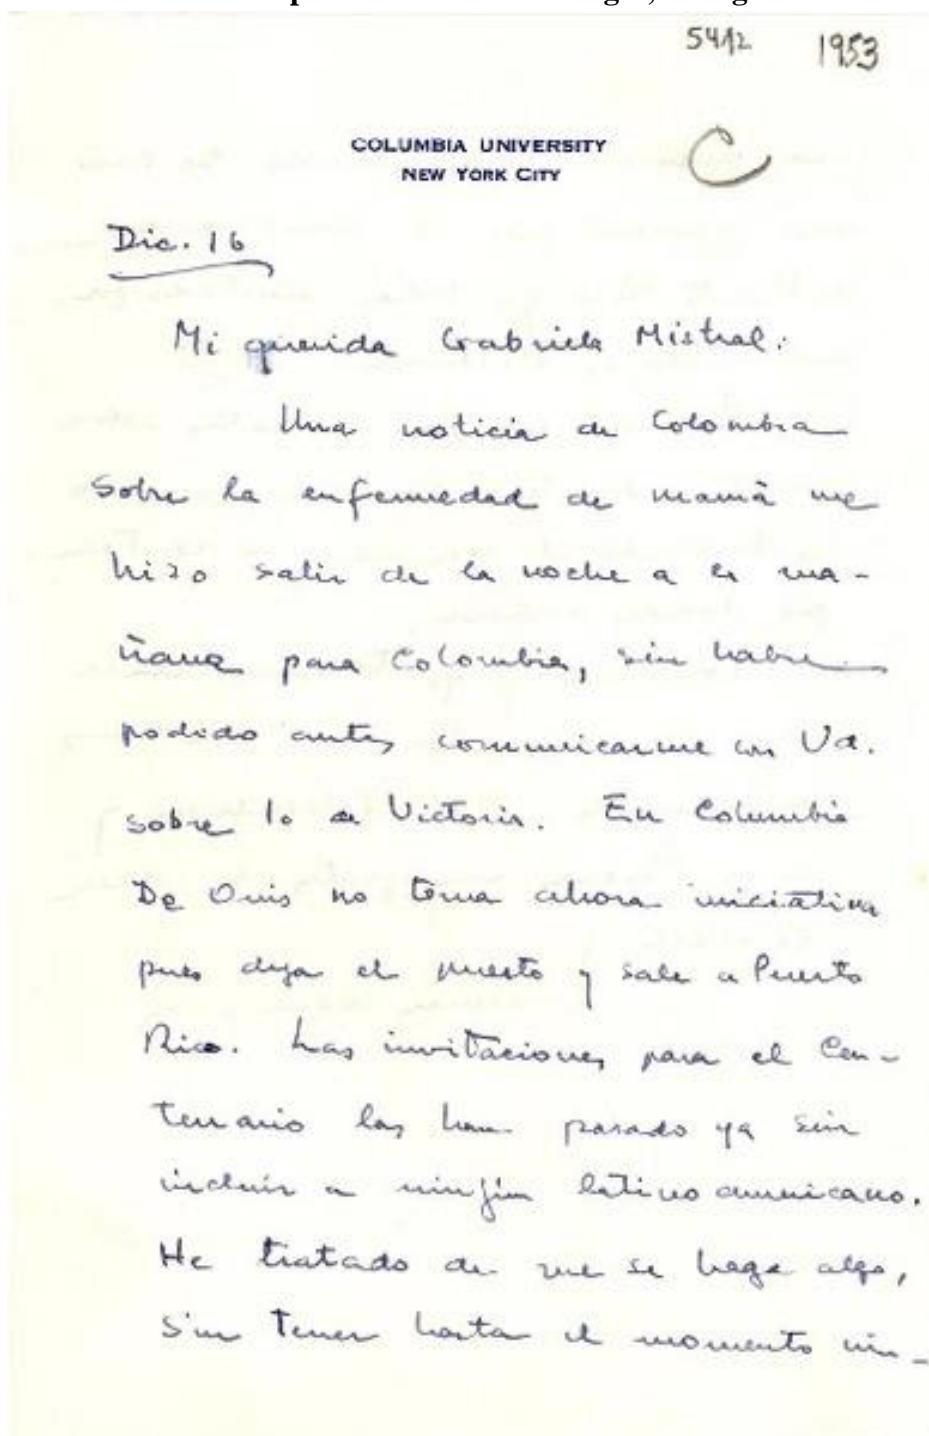 5412 1953
COLUMBIA UNIVERSITY
NEW YORK CITY
C
Dic. 16
Mi querida Gabriela Mistral:
Una noticia de Colombia
sobre la enfermedad de mamá me
hizo salir de la noche a la ma-
ñana para Colombia, sin haber
podido antes comunicarme con Vd.
sobre lo de Victoria. En Columbia
De Onis no toma ahora iniciativa
pues deja el puesto y sale a Puerto
Rico. Las invitaciones para el Cen-
tenario las han pasado ya sin
incluir a ningún latino americano.
He tratado de que se haga algo,
sin tener hasta el momento nin-